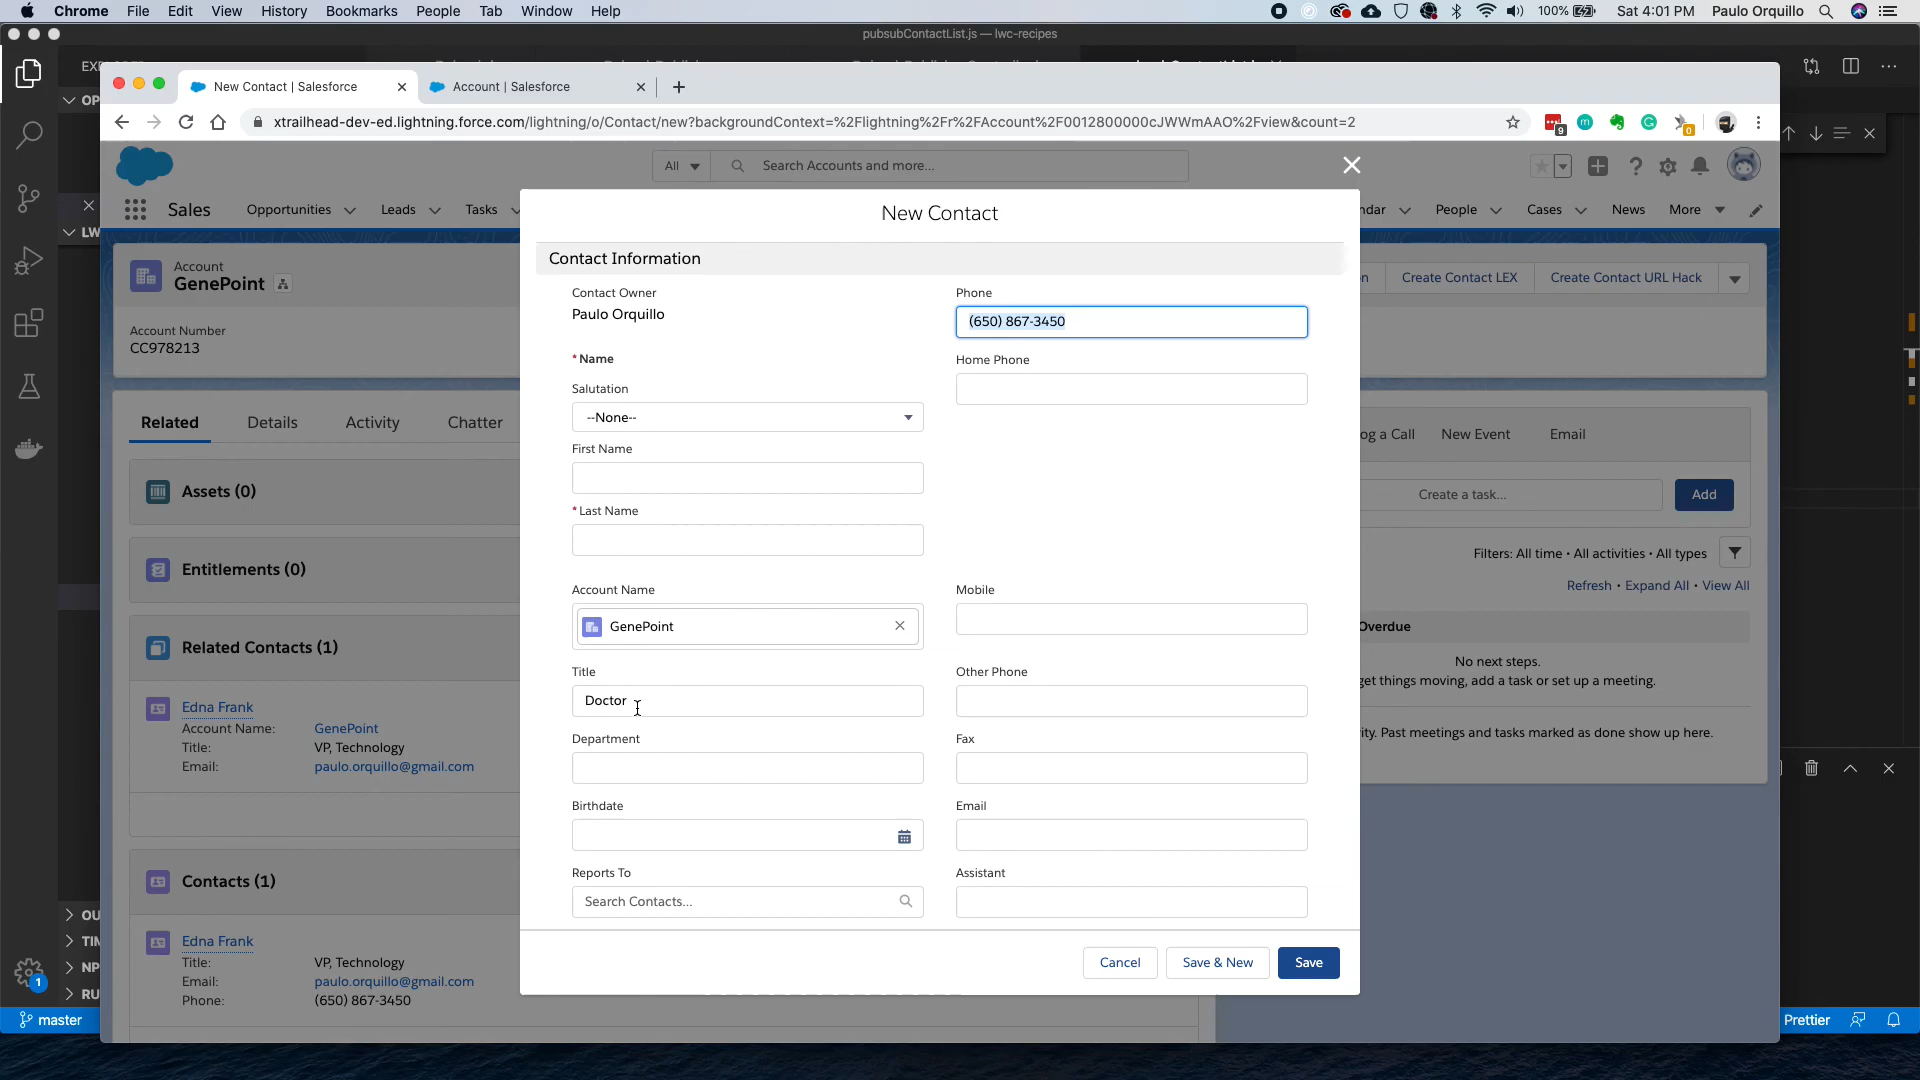 Chrome File Edit View History Bookmarks People Tab Window Help
100% Sat 4:01 PM Paulo Orquillo
pubsubContactList.js — lwc-recipes
New Contact | Salesforce
Account | Salesforce
xtrailhead-dev-ed.lightning.force.com/lightning/o/Contact/new?backgroundContext=%2Flightning%2Fr%2FAccount%2F0012800000cJWWmAAO%2Fview&count=2
9
0
All
Search Accounts and more...
Sales
Opportunities
Leads
Tasks
ndar
People
Cases
News
More
Account
GenePoint
Account Number
CC978213
Create Contact LEX
Create Contact URL Hack
Related
Details
Activity
Chatter
Assets (0)
Entitlements (0)
Related Contacts (1)
Edna Frank
Account Name: GenePoint
Title: VP, Technology
Email: paulo.orquillo@gmail.com
Contacts (1)
Edna Frank
Title: VP, Technology
Email: paulo.orquillo@gmail.com
Phone: (650) 867-3450
New Contact
Contact Information
Contact Owner
Paulo Orquillo
Phone
(650) 867-3450
* Name
Home Phone
Salutation
--None--
First Name
* Last Name
Account Name
GenePoint
Mobile
Title
Doctor
Other Phone
Department
Fax
Birthdate
Email
Reports To
Search Contacts...
Assistant
Cancel
Save & New
Save
og a Call
New Event
Email
Create a task...
Add
Filters: All time • All activities • All types
Refresh • Expand All • View All
Overdue
No next steps.
get things moving, add a task or set up a meeting.
ity. Past meetings and tasks marked as done show up here.
EX
OP
LW
OU
TIM
NP
RU
1
master
Prettier